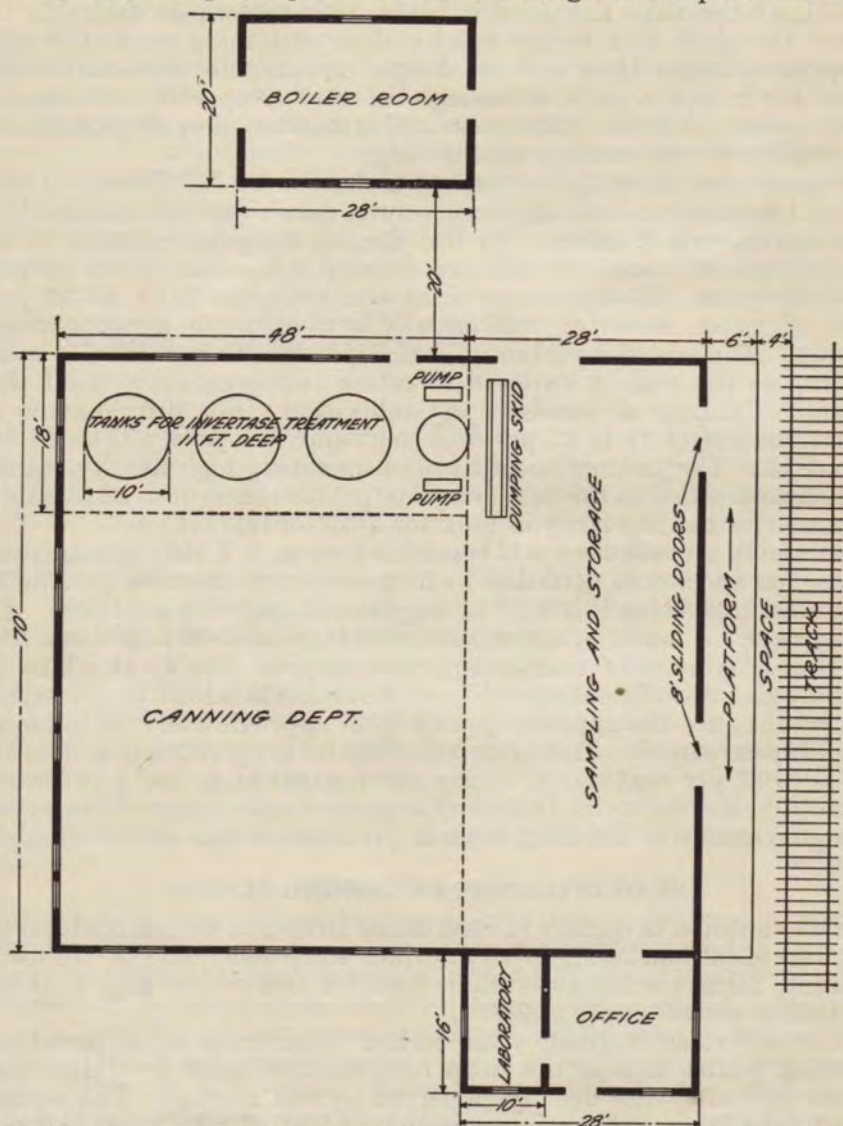 BOILER ROOM
20'
28'
20'
48'
28'
6'
4'
18'
TANKS FOR INVERTASE TREATMENT
11 FT. DEEP
10'
PUMP
PUMP
DUMPING SKID
SAMPLING AND STORAGE
8' SLIDING DOORS
PLATFORM
SPACE
TRACK
70'
CANNING DEPT.
16'
LABORATORY
OFFICE
10'
28'